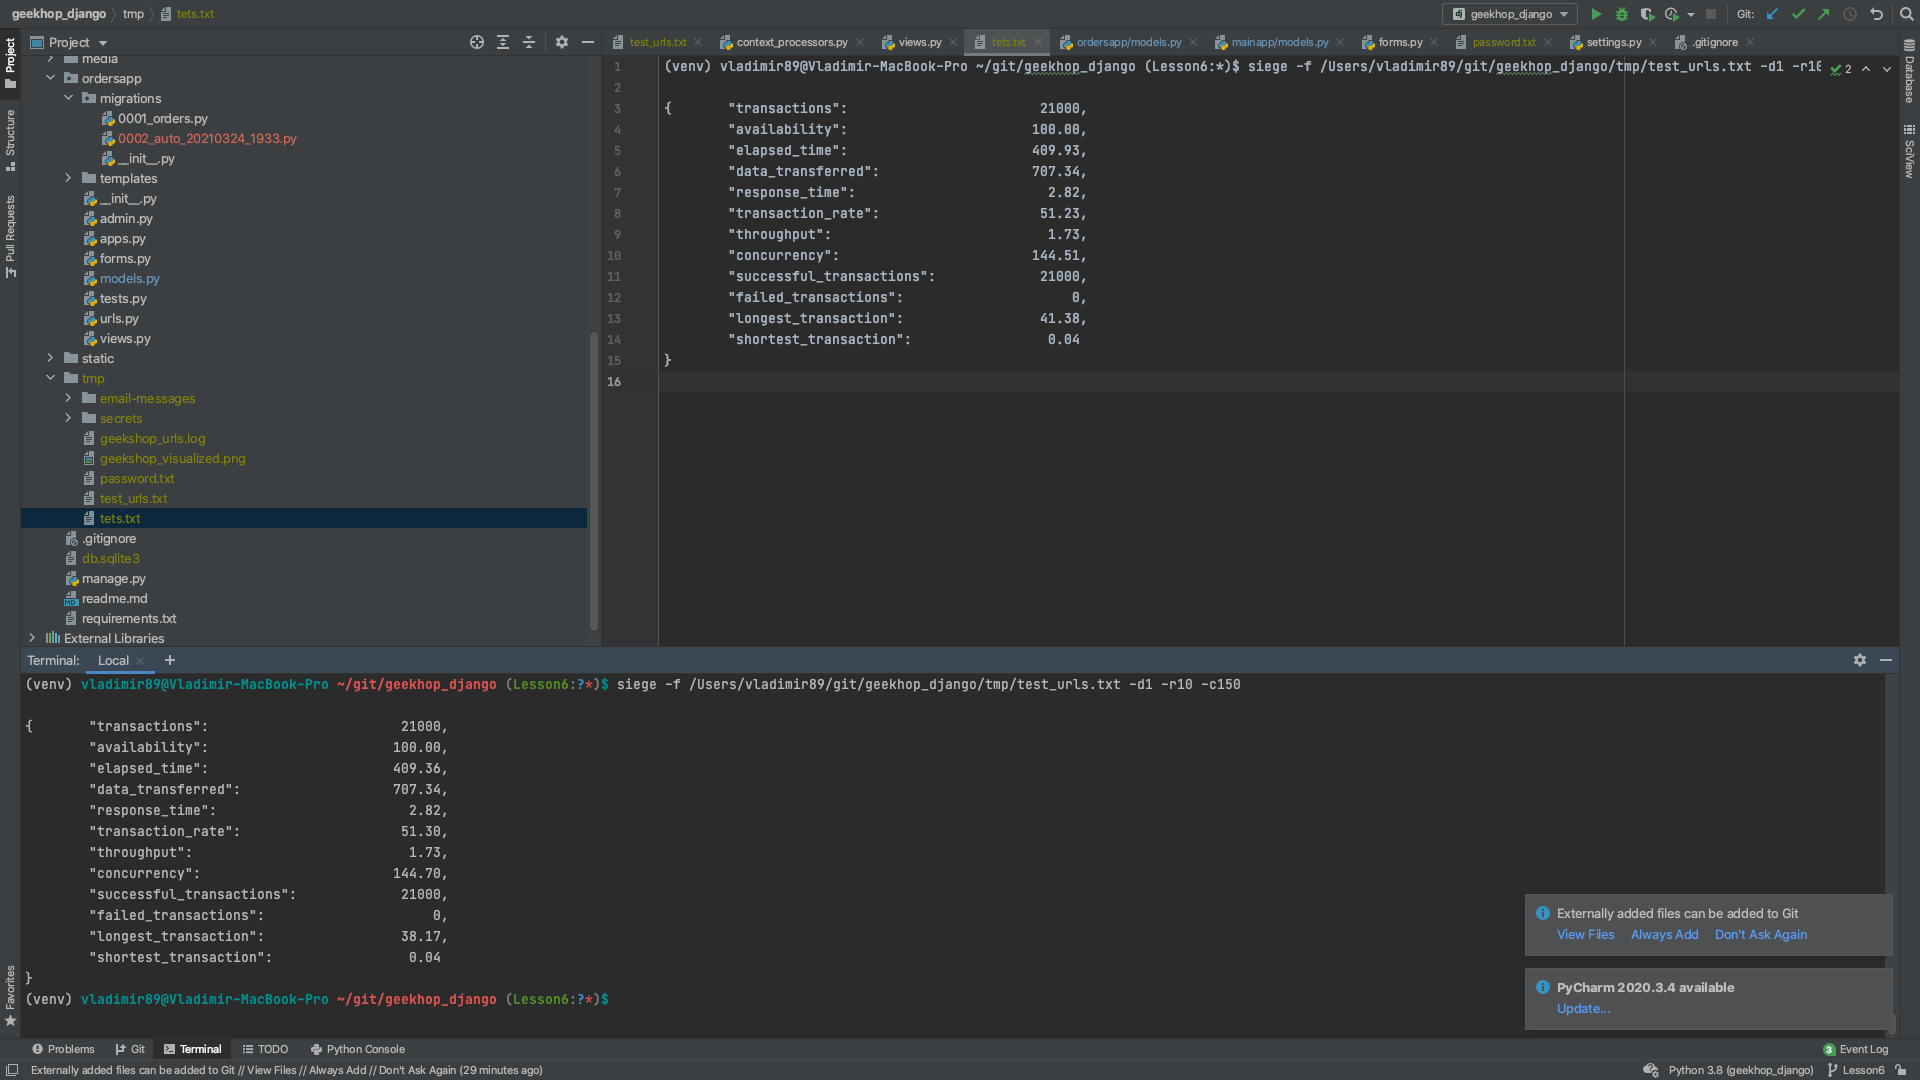 geekhop_django tmp tets.txt
geekhop_django Git:
Project
test_urls.txt context_processors.py views.py tets.txt ordersapp/models.py mainapp/models.py forms.py password.txt settings.py .gitignore
Project
Structure
Pull Requests
Favorites
Database
SciView
media
ordersapp
migrations
0001_orders.py
0002_auto_20210324_1933.py
__init__.py
templates
__init__.py
admin.py
apps.py
forms.py
models.py
tests.py
urls.py
views.py
static
tmp
email-messages
secrets
geekshop_urls.log
geekshop_visualized.png
password.txt
test_urls.txt
tets.txt
.gitignore
db.sqlite3
manage.py
readme.md
requirements.txt
External Libraries
1 (venv) vladimir89@Vladimir-MacBook-Pro ~/git/geekhop_django (Lesson6:*)$ siege -f /Users/vladimir89/git/geekhop_django/tmp/test_urls.txt -d1 -r10 2
2
3 { "transactions": 21000,
4 "availability": 100.00,
5 "elapsed_time": 409.93,
6 "data_transferred": 707.34,
7 "response_time": 2.82,
8 "transaction_rate": 51.23,
9 "throughput": 1.73,
10 "concurrency": 144.51,
11 "successful_transactions": 21000,
12 "failed_transactions": 0,
13 "longest_transaction": 41.38,
14 "shortest_transaction": 0.04
15 }
16
Terminal: Local +
(venv) vladimir89@Vladimir-MacBook-Pro ~/git/geekhop_django (Lesson6:?*)$ siege -f /Users/vladimir89/git/geekhop_django/tmp/test_urls.txt -d1 -r10 -c150
{ "transactions": 21000,
"availability": 100.00,
"elapsed_time": 409.36,
"data_transferred": 707.34,
"response_time": 2.82,
"transaction_rate": 51.30,
"throughput": 1.73,
"concurrency": 144.70,
"successful_transactions": 21000,
"failed_transactions": 0,
"longest_transaction": 38.17,
"shortest_transaction": 0.04
}
(venv) vladimir89@Vladimir-MacBook-Pro ~/git/geekhop_django (Lesson6:?*)$
Externally added files can be added to Git
View Files Always Add Don't Ask Again
PyCharm 2020.3.4 available
Update...
Problems Git Terminal TODO Python Console 3 Event Log
Externally added files can be added to Git // View Files // Always Add // Don't Ask Again (29 minutes ago) Python 3.8 (geekhop_django) Lesson6